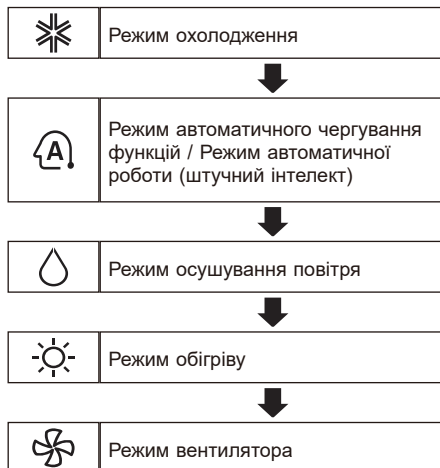 Режим охолодження
A
Режим автоматичного чергування
функцій / Режим автоматичної
роботи (штучний інтелект)
Режим осушування повітря
Режим обігріву
Режим вентилятора